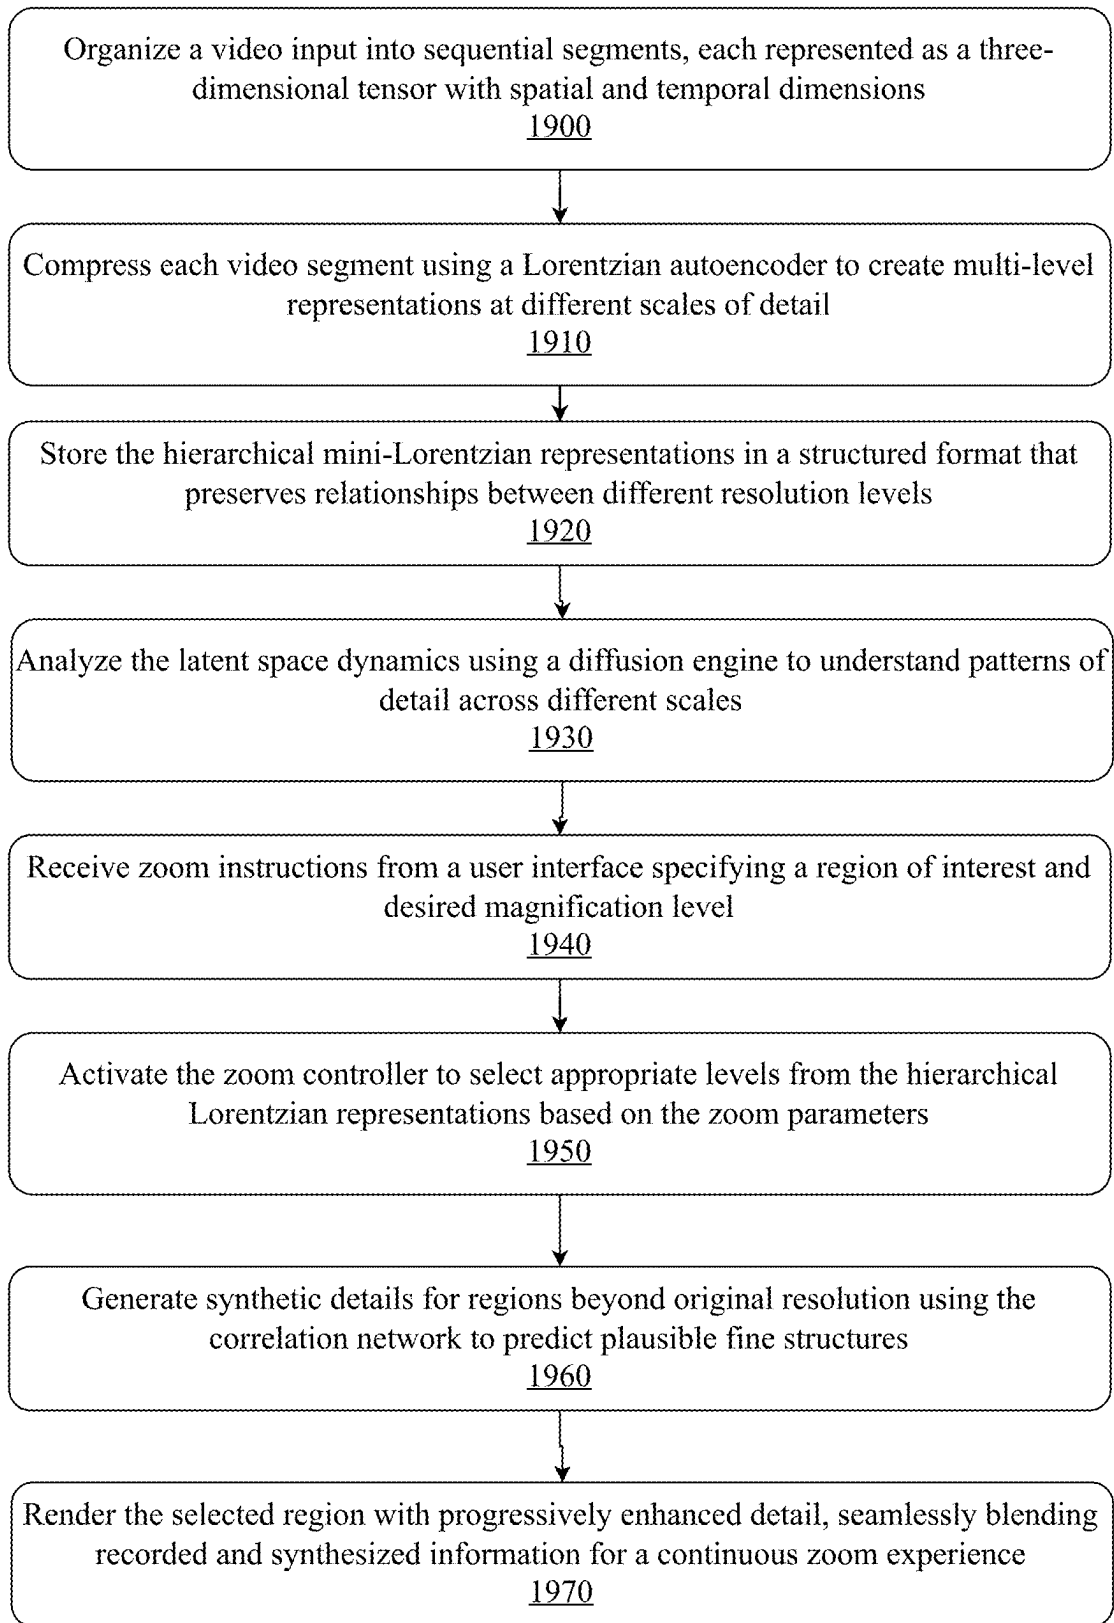 Organize a video input into sequential segments, each represented as a three-
dimensional tensor with spatial and temporal dimensions
1900
Compress each video segment using a Lorentzian autoencoder to create multi-level
representations at different scales of detail
1910
Store the hierarchical mini-Lorentzian representations in a structured format that
preserves relationships between different resolution levels
1920
Analyze the latent space dynamics using a diffusion engine to understand patterns of
detail across different scales
1930
Receive zoom instructions from a user interface specifying a region of interest and
desired magnification level
1940
Activate the zoom controller to select appropriate levels from the hierarchical
Lorentzian representations based on the zoom parameters
1950
Generate synthetic details for regions beyond original resolution using the
correlation network to predict plausible fine structures
1960
Render the selected region with progressively enhanced detail, seamlessly blending
recorded and synthesized information for a continuous zoom experience
1970